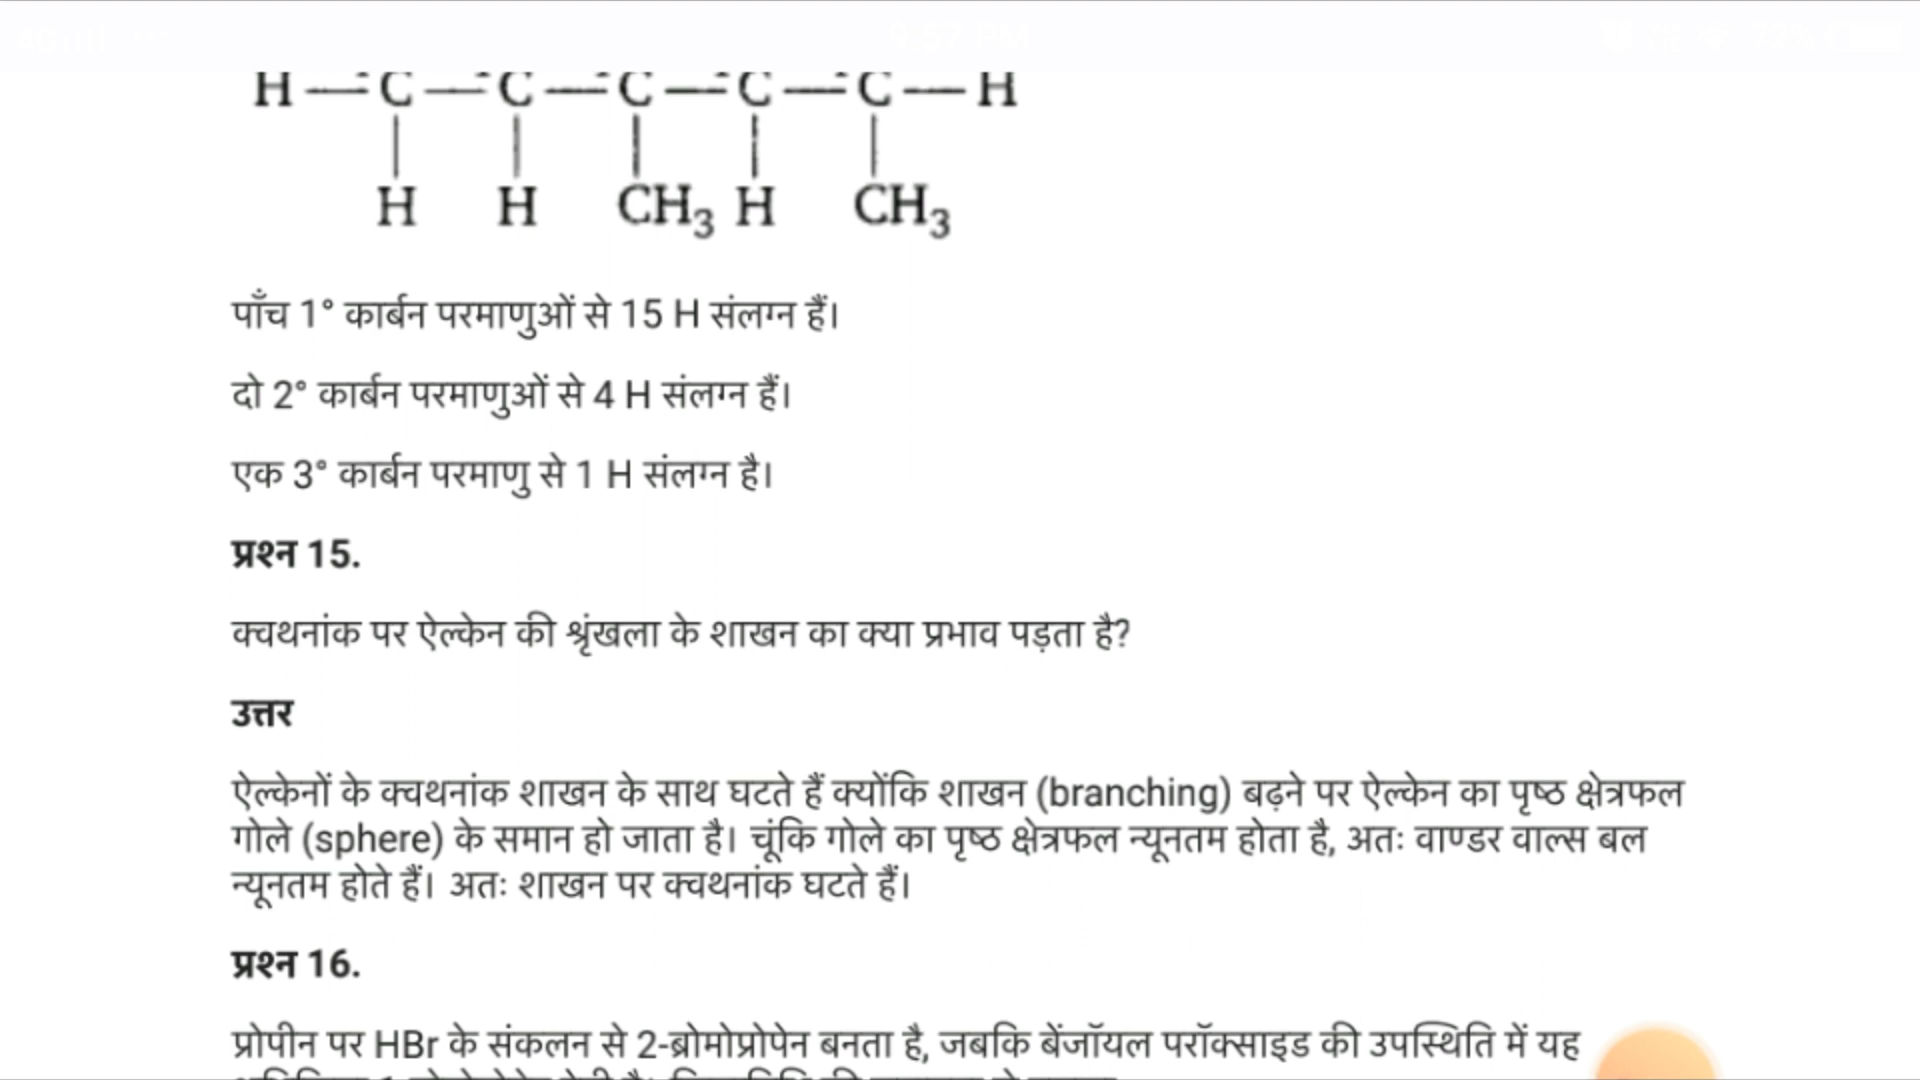 H—C—C—C—C—C—H
H H CH₃ H CH₃
पाँच 1° कार्बन परमाणुओं से 15 H संलग्न हैं।
दो 2° कार्बन परमाणुओं से 4 H संलग्न हैं।
एक 3° कार्बन परमाणु से 1 H संलग्न है।
प्रश्न 15.
क्वथनांक पर ऐल्केन की श्रृंखला के शाखन का क्या प्रभाव पड़ता है?
उत्तर
ऐल्केनों के क्वथनांक शाखन के साथ घटते हैं क्योंकि शाखन (branching) बढ़ने पर ऐल्केन का पृष्ठ क्षेत्रफल
गोले (sphere) के समान हो जाता है। चूंकि गोले का पृष्ठ क्षेत्रफल न्यूनतम होता है, अतः वाण्डर वाल्स बल
न्यूनतम होते हैं। अतः शाखन पर क्वथनांक घटते हैं।
प्रश्न 16.
प्रोपीन पर HBr के संकलन से 2-ब्रोमोप्रोपेन बनता है, जबकि बेंजॉयल परॉक्साइड की उपस्थिति में यह